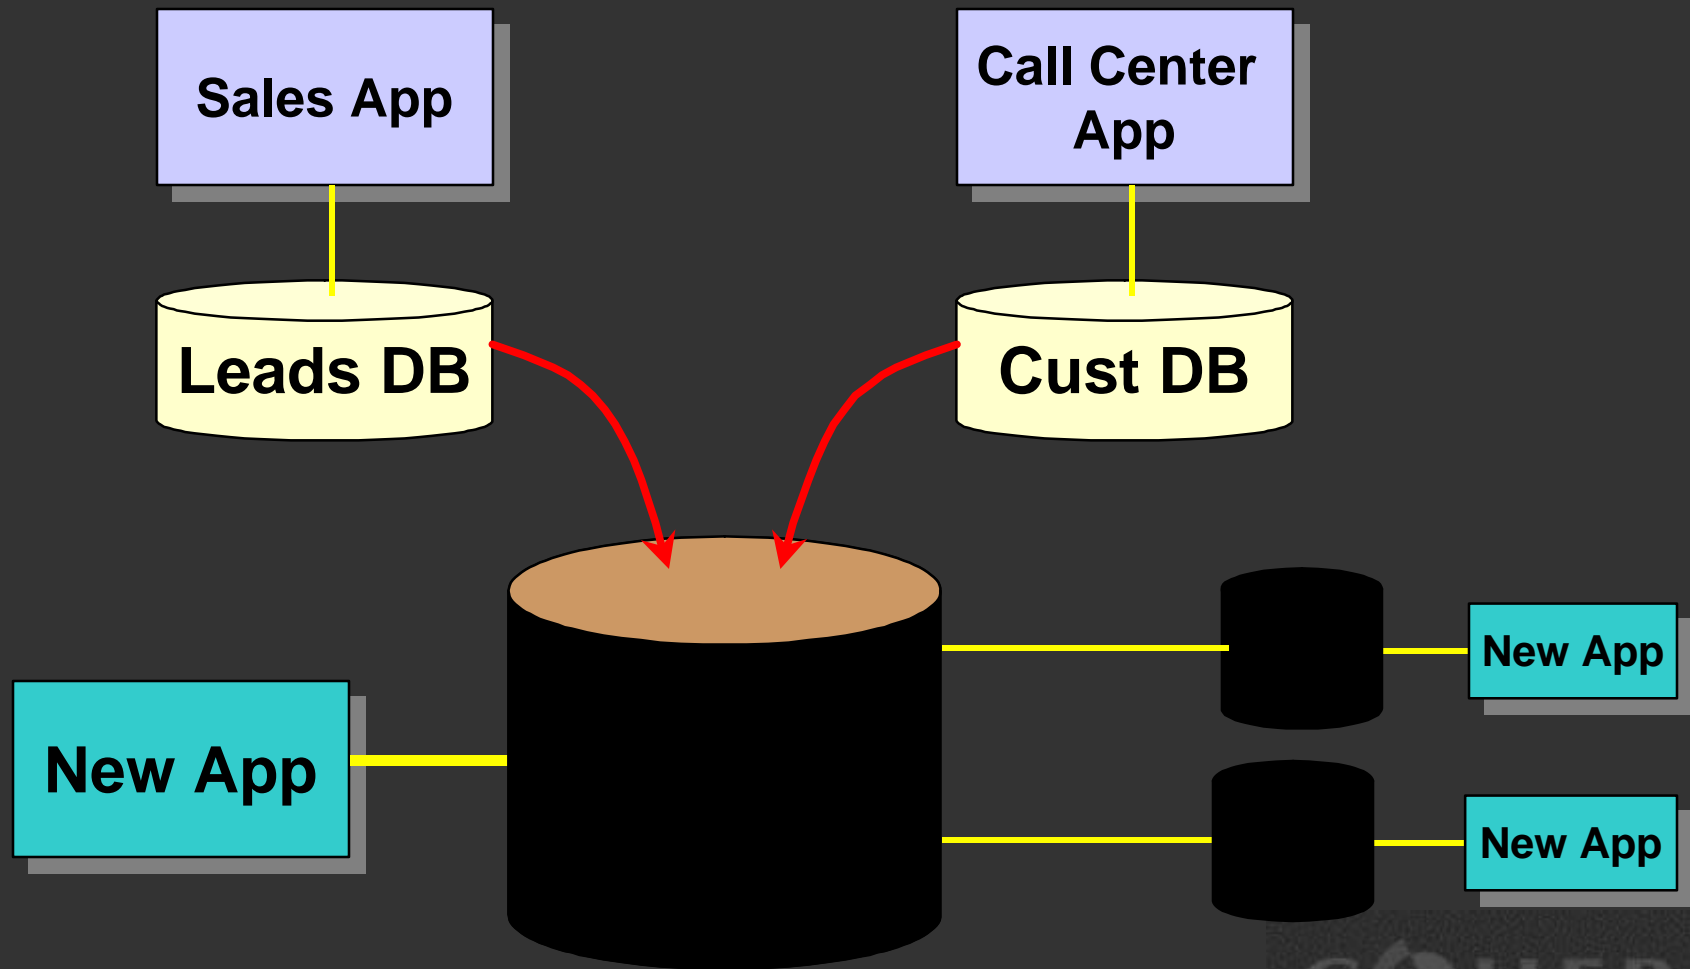 Sales App
Call Center
App
Leads DB
Cust DB
New App
New App
New App